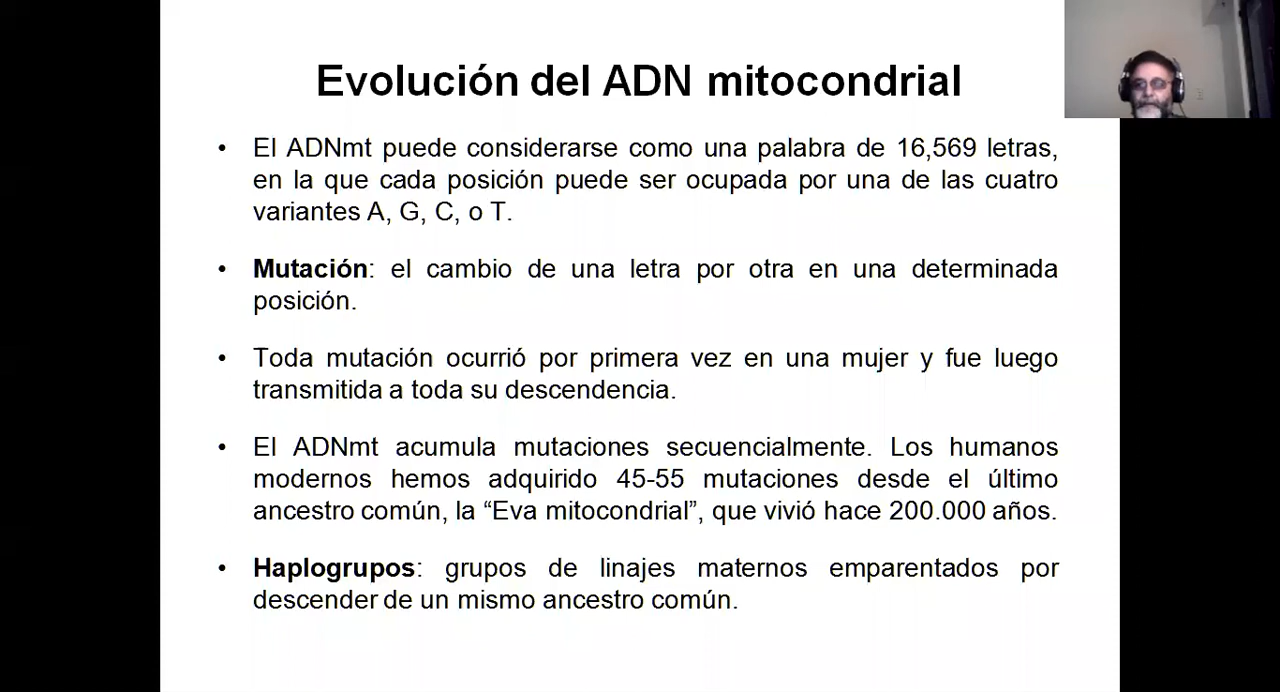 Evolución del ADN mitocondrial
• El ADNmt puede considerarse como una palabra de 16,569 letras,
en la que cada posición puede ser ocupada por una de las cuatro
variantes A, G, C, o T.
• Mutación: el cambio de una letra por otra en una determinada
posición.
• Toda mutación ocurrió por primera vez en una mujer y fue luego
transmitida a toda su descendencia.
• El ADNmt acumula mutaciones secuencialmente. Los humanos
modernos hemos adquirido 45-55 mutaciones desde el último
ancestro común, la “Eva mitocondrial”, que vivió hace 200.000 años.
• Haplogrupos: grupos de linajes maternos emparentados por
descender de un mismo ancestro común.